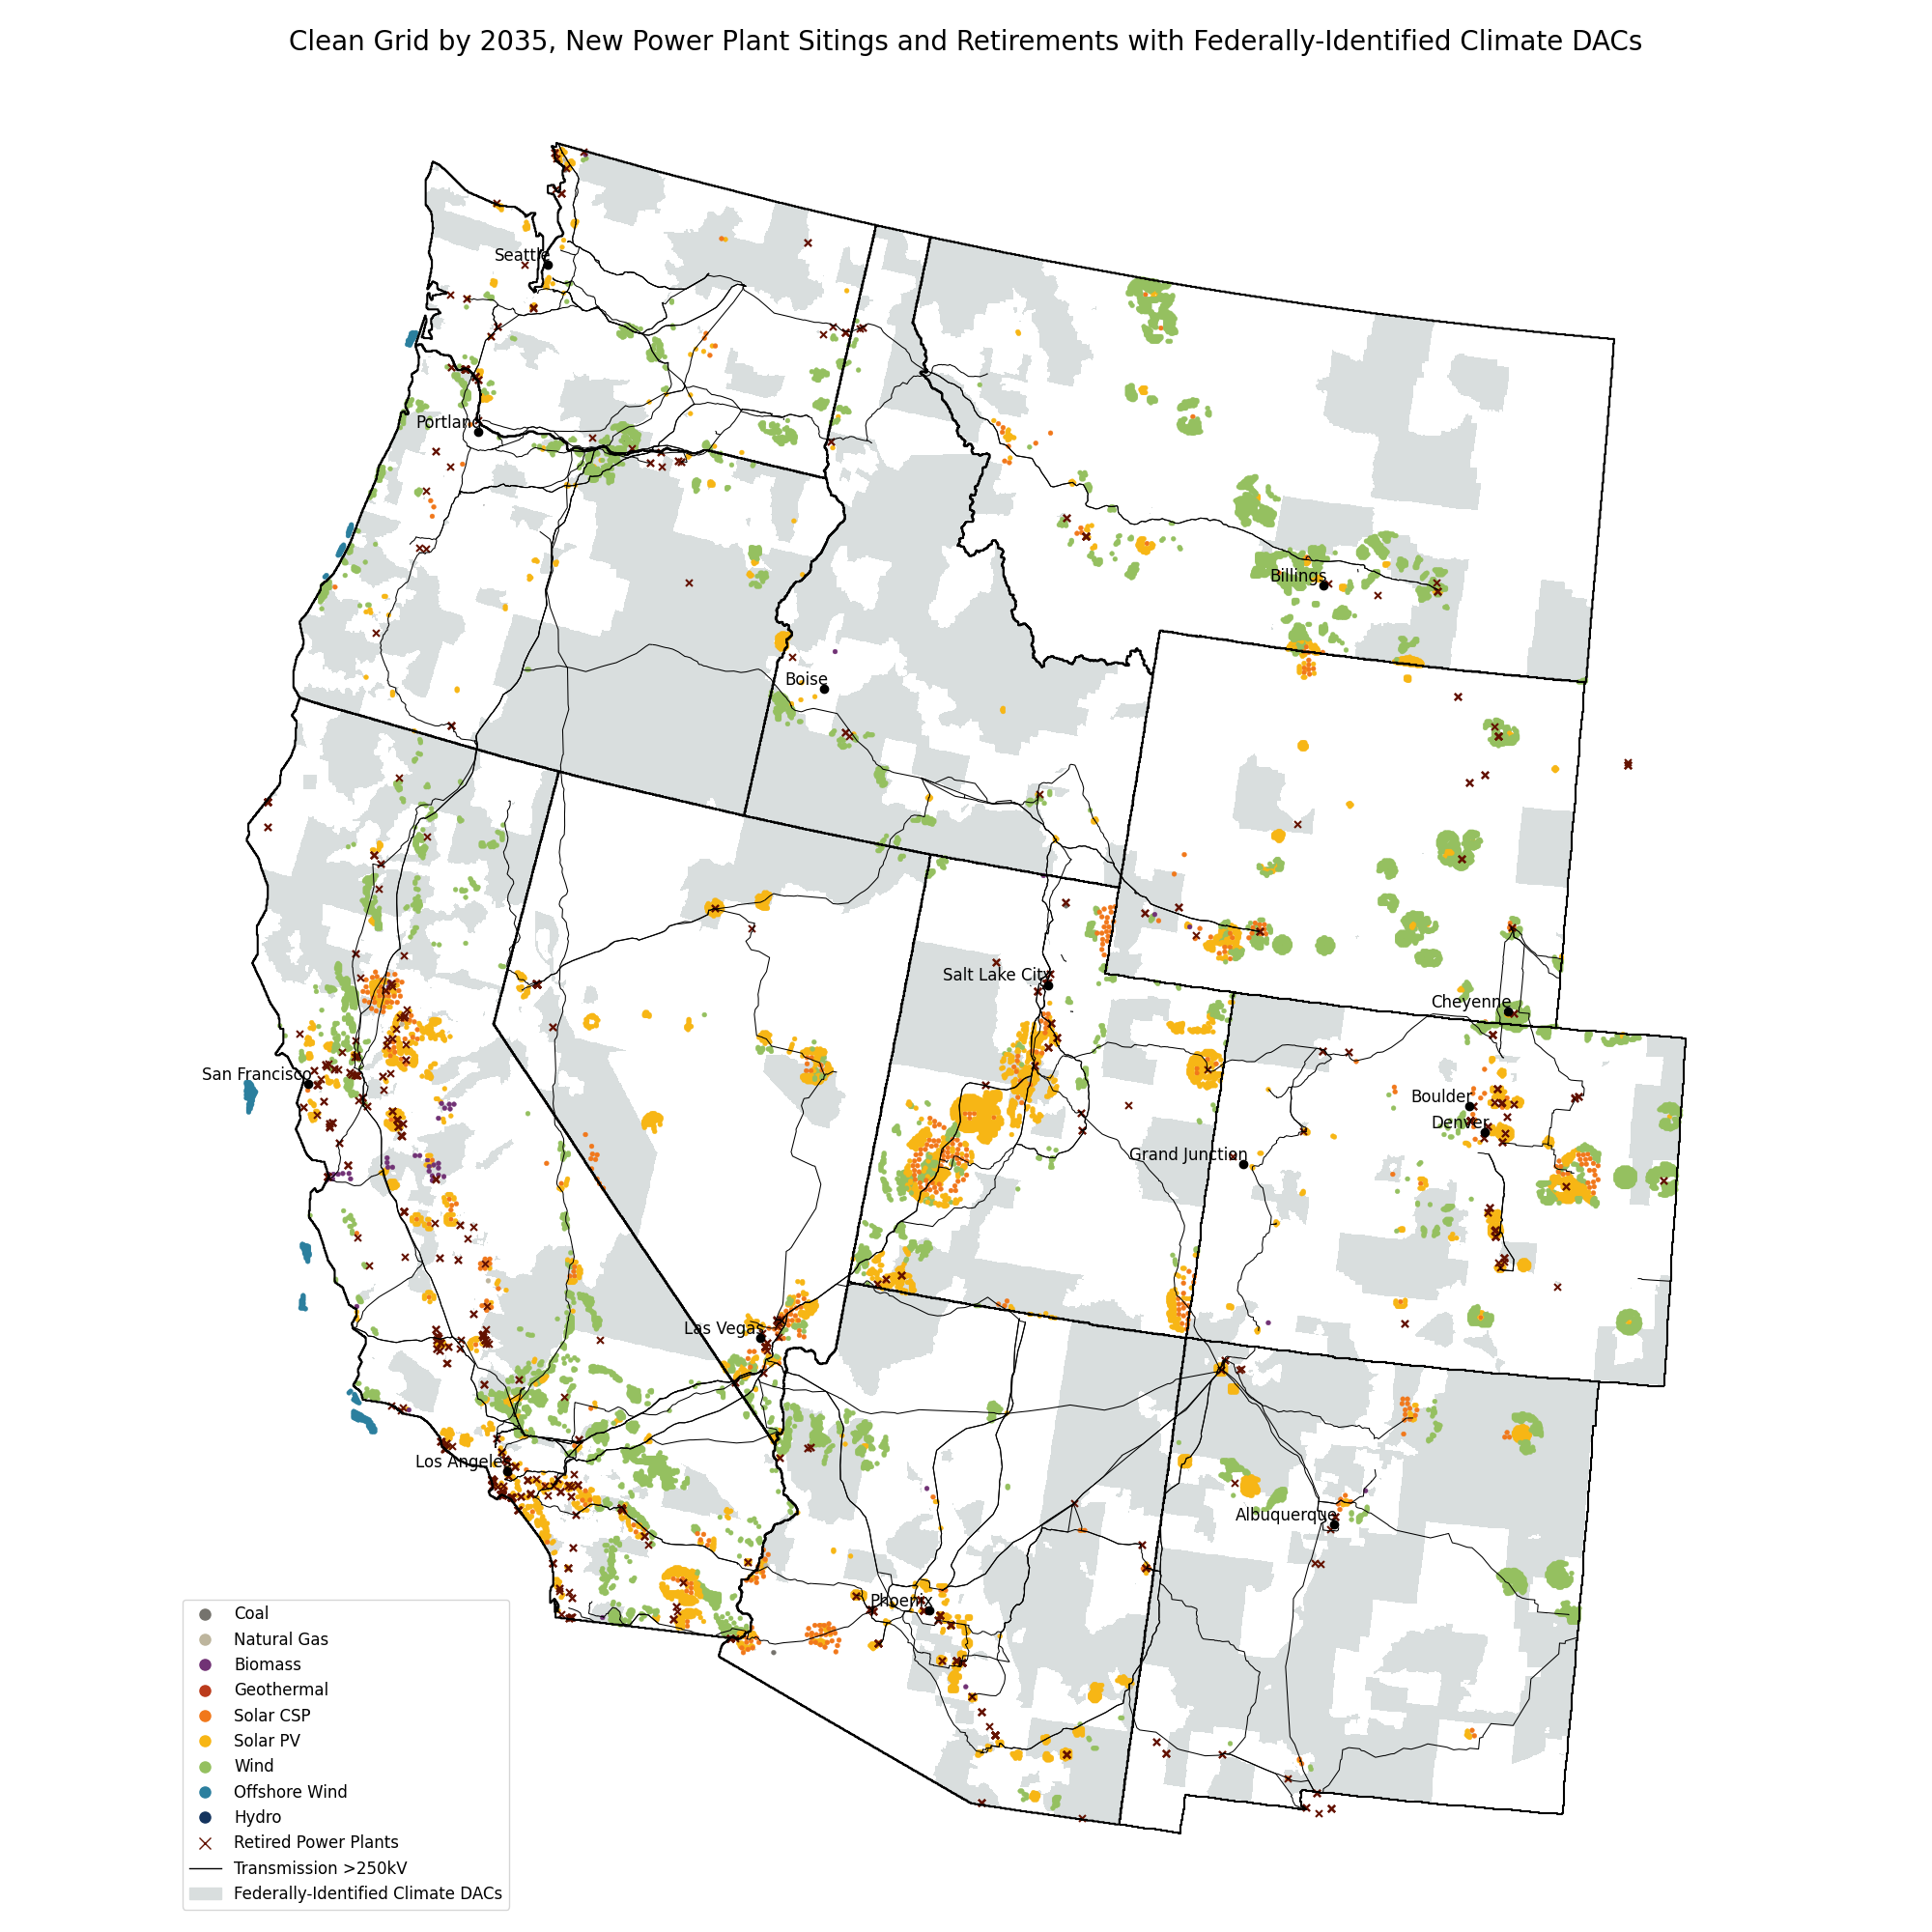 Clean Grid by 2035, New Power Plant Sitings and Retirements with Federally-Identified Climate DACs
Seattle
Portland
Billings
Boise
Salt Lake City
Cheyenne
San Francisco
Boulder
Denver
Grand Junction
Las Vegas
Los Angeles
Albuquerque
Phoenix
Coal
Natural Gas
Biomass
Geothermal
Solar CSP
Solar PV
Wind
Offshore Wind
Hydro
Retired Power Plants
Transmission >250kV
Federally-Identified Climate DACs